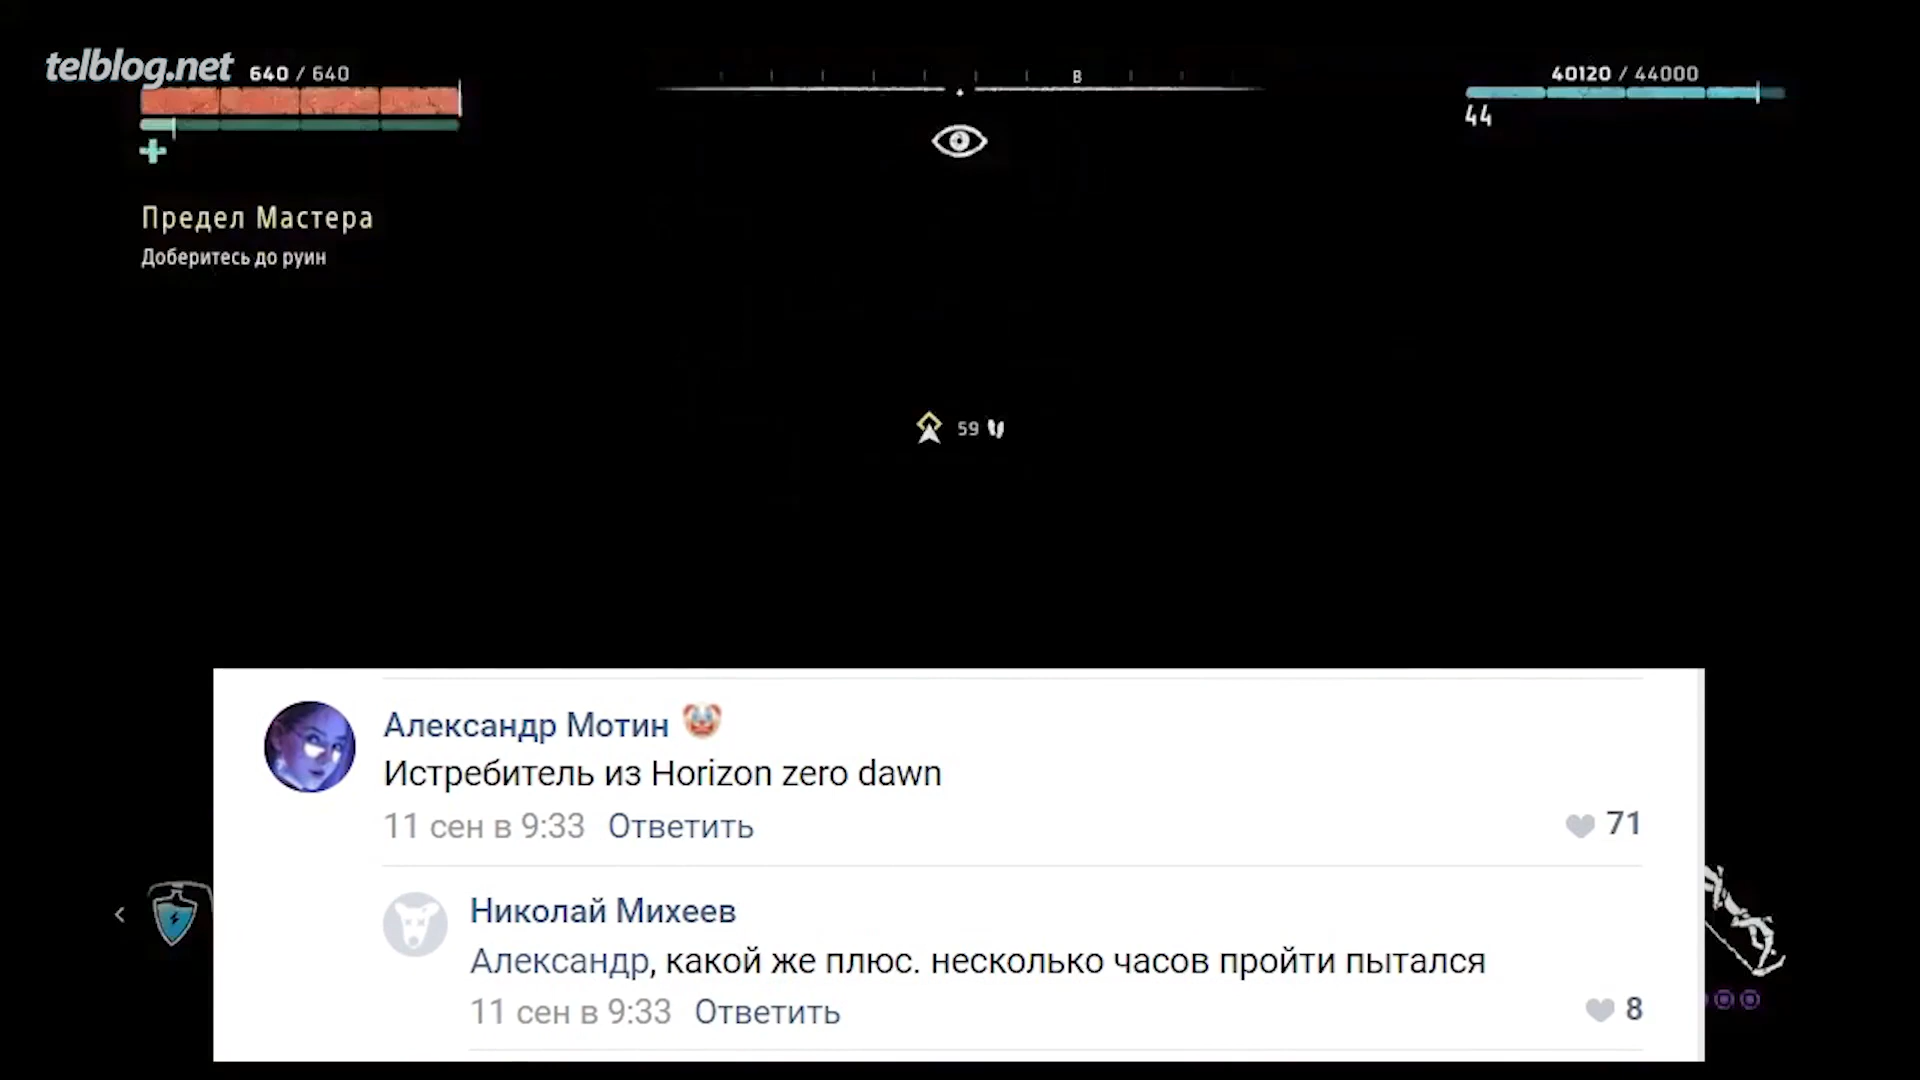 telblog.net
640 / 640
В
40120 / 44000
44
Предел Мастера
Доберитесь до руин
59
Александр Мотин
Истребитель из Horizon zero dawn
11 сен в 9:33 Ответить
71
Николай Михеев
Александр, какой же плюс. несколько часов пройти пытался
11 сен в 9:33 Ответить
8